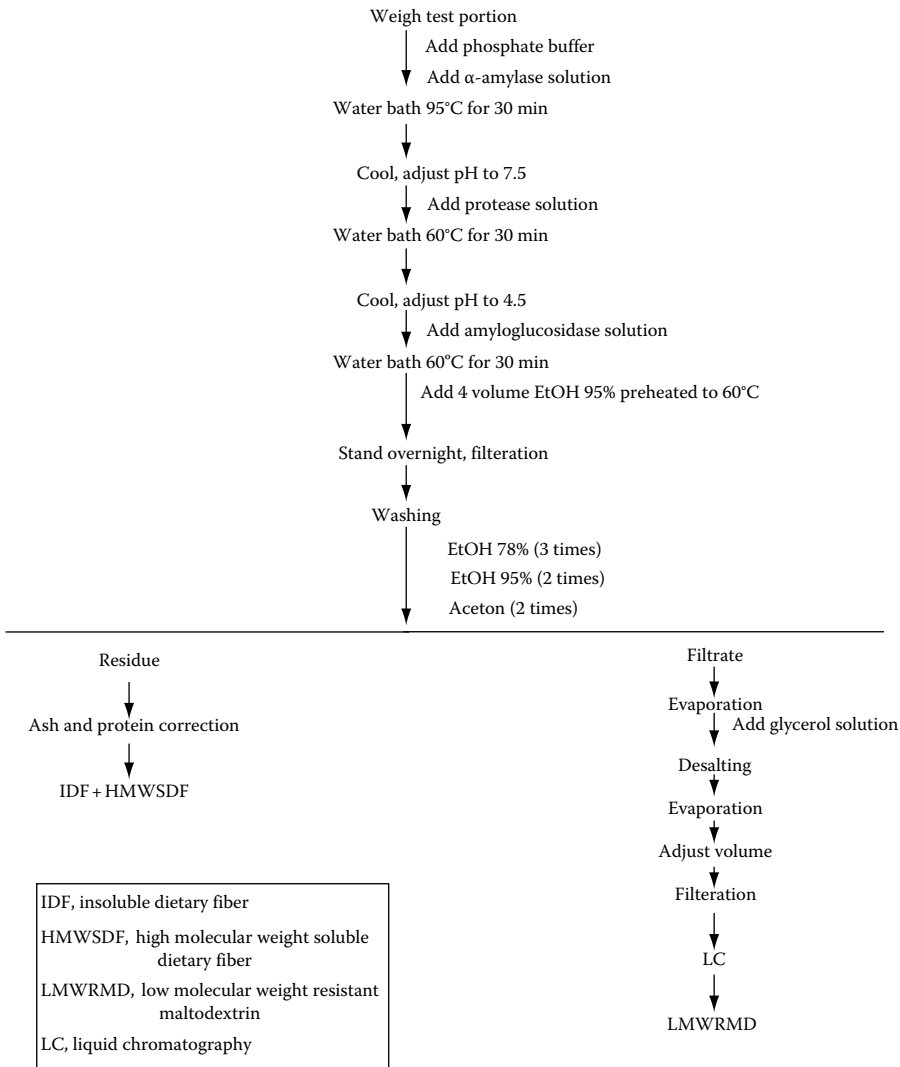 Weigh test portion
Add phosphate buffer
Add α-amylase solution
Water bath 95°C for 30 min
Cool, adjust pH to 7.5
Add protease solution
Water bath 60°C for 30 min
Cool, adjust pH to 4.5
Add amyloglucosidase solution
Water bath 60°C for 30 min
Add 4 volume EtOH 95% preheated to 60°C
Stand overnight, filteration
Washing
EtOH 78% (3 times)
EtOH 95% (2 times)
Aceton (2 times)
Residue
Ash and protein correction
IDF + HMWSDF
Filtrate
Evaporation
Add glycerol solution
Desalting
Evaporation
Adjust volume
Filteration
LC
LMWRMD
IDF, insoluble dietary fiber
HMWSDF, high molecular weight soluble
dietary fiber
LMWRMD, low molecular weight resistant
maltodextrin
LC, liquid chromatography